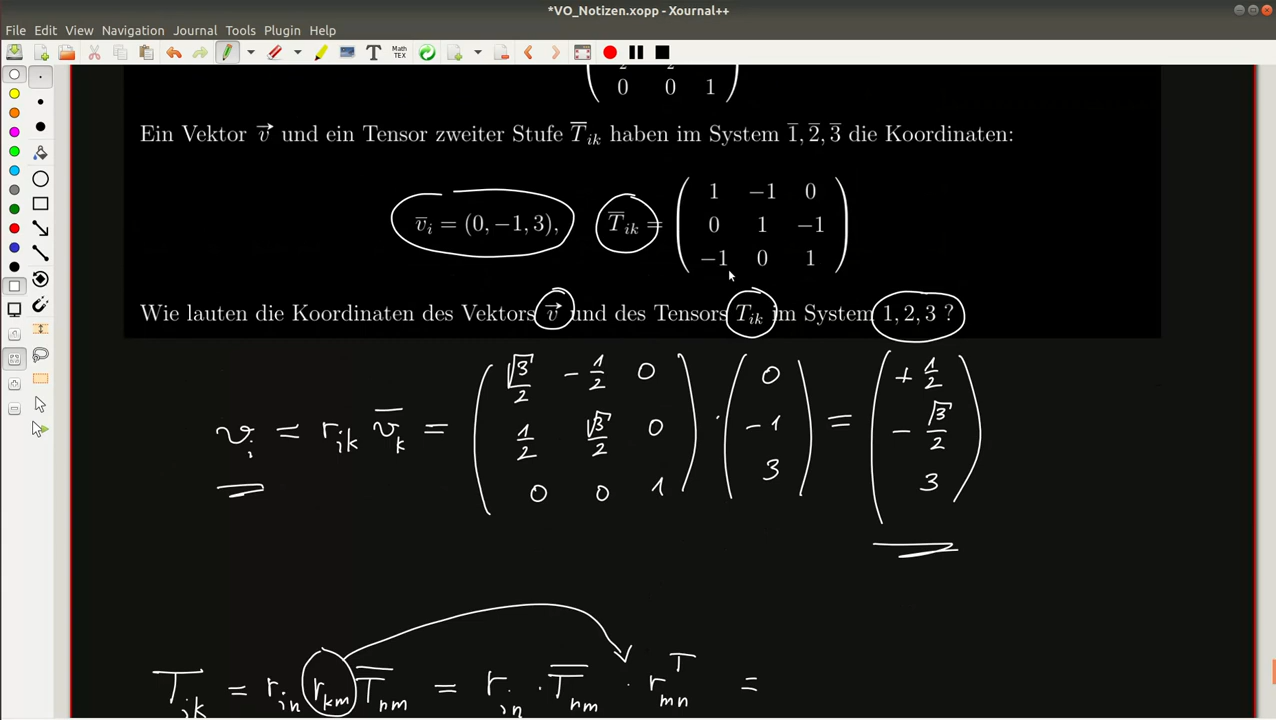 *VO_Notizen.xopp - Xournal++
File Edit View Navigation Journal Tools Plugin Help
Math TEX
0 0 1
Ein Vektor v⃗ und ein Tensor zweiter Stufe T̅ik haben im System 1̅, 2̅, 3̅ die Koordinaten:
v̅i = (0, −1, 3), T̅ik = ( 1 −1 0
0 1 −1
−1 0 1 )
Wie lauten die Koordinaten des Vektors v⃗ und des Tensors Tik im System 1, 2, 3 ?
vi = rik v̅k = ( √3/2 −1/2 0
1/2 √3/2 0
0 0 1 ) · ( 0
−1
3 ) = ( +1/2
−√3/2
3 )
Tik = rin rkm T̅nm = rin · T̅nm · rmn^T =